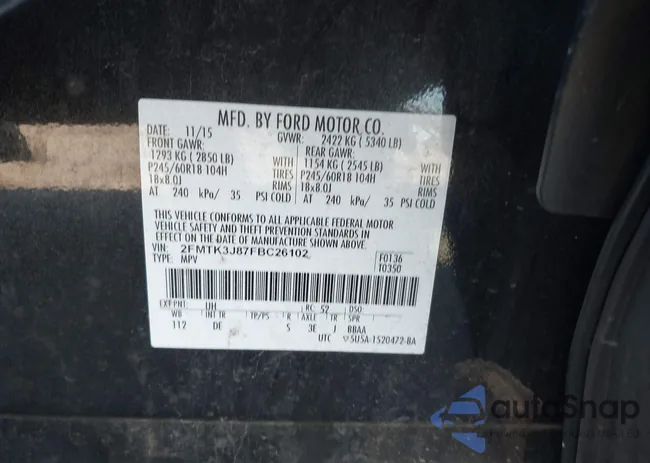 MFD. BY FORD MOTOR CO.
DATE: 11/15 GVWR: 2422 KG ( 5340 LB)
FRONT GAWR: REAR GAWR:
1293 KG ( 2850 LB) WITH 1154 KG ( 2545 LB) WITH
P245/60R18 104H TIRES P245/60R18 104H TIRES
18x8.0J RIMS 18x8.0J RIMS
AT 240 kPa/ 35 PSI COLD AT 240 kPa/ 35 PSI COLD
THIS VEHICLE CONFORMS TO ALL APPLICABLE FEDERAL MOTOR
VEHICLE SAFETY AND THEFT PREVENTION STANDARDS IN
EFFECT ON THE DATE OF MANUFACTURE SHOWN ABOVE.
VIN: 2FMTK3J87FBC26102 F0136
TYPE: MPV T0350
EXT PNT: UH RC: 52 DSO
WB INT TR TP/PS R AXLE TR SPR
112 DE S 3E J BBAA
UTC 5U5A-1520472-BA
autoSnap